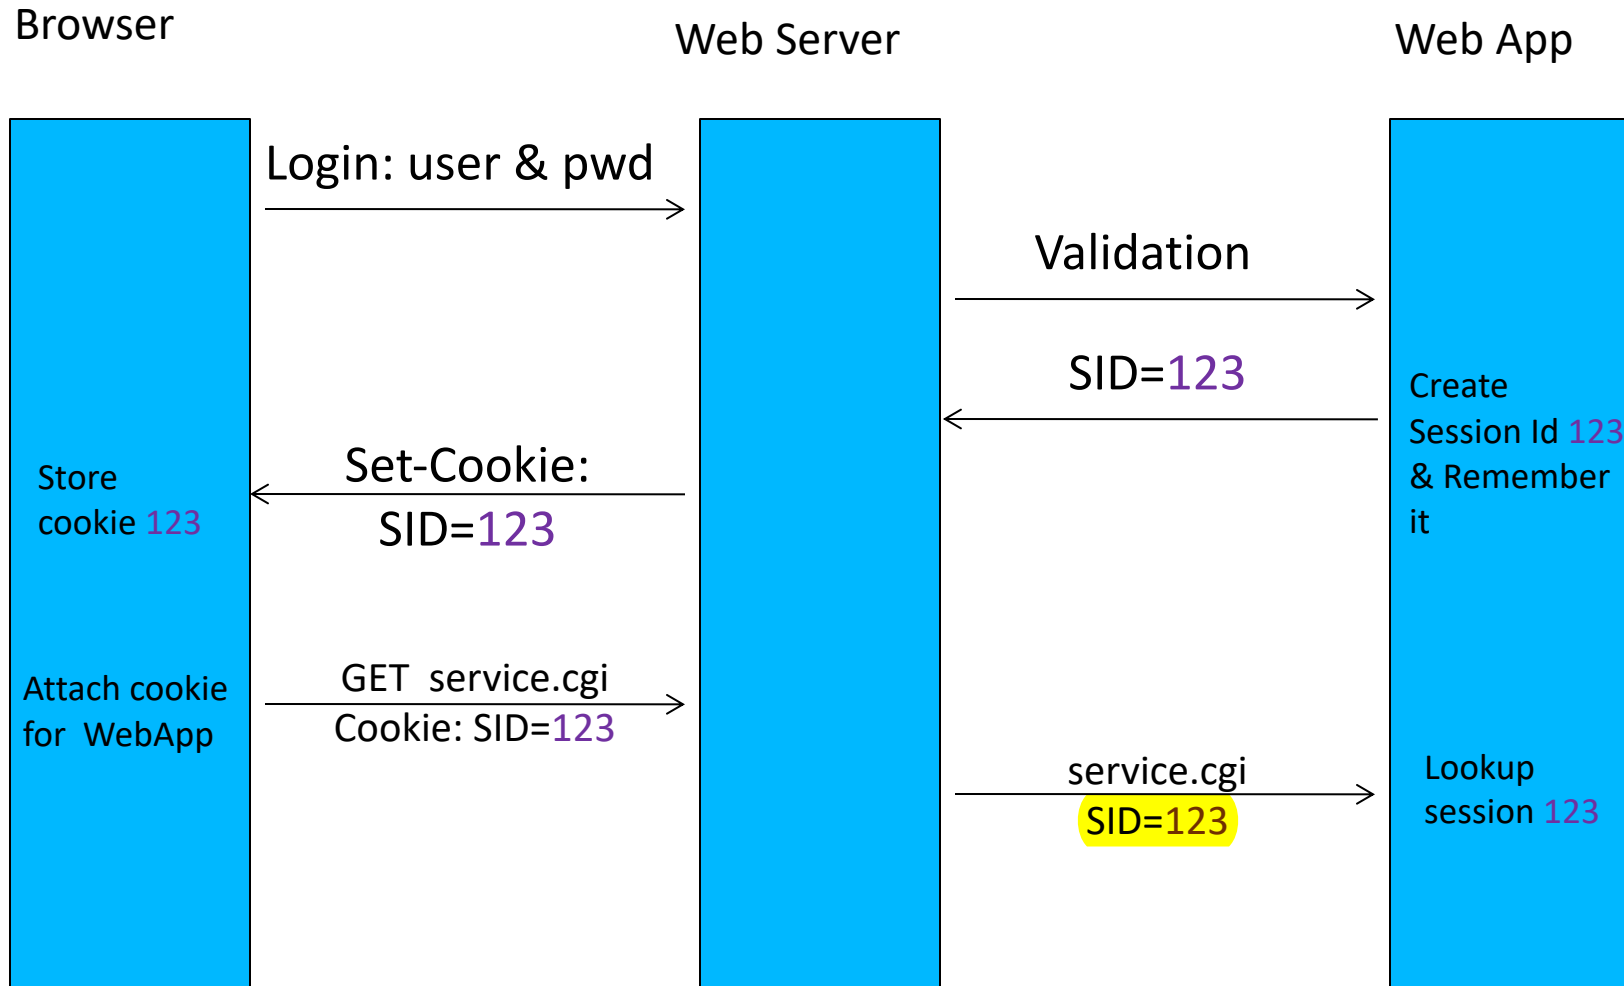 Browser
Web Server
Web App
Login: user & pwd
Validation
SID=123
Create
Session Id 123
& Remember
it
Set-Cookie:
SID=123
Store
cookie 123
Attach cookie
for WebApp
GET service.cgi
Cookie: SID=123
service.cgi
SID=123
Lookup
session 123